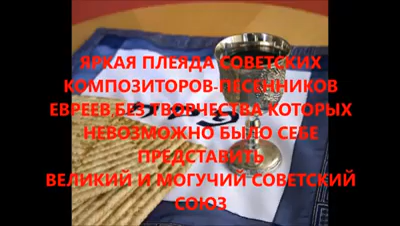 ЯРКАЯ ПЛЕЯДА СОВЕТСКИХ
КОМПОЗИТОРОВ-ПЕСЕННИКОВ
ЕВРЕЕВ,БЕЗ ТВОРЧЕСТВА КОТОРЫХ
НЕВОЗМОЖНО БЫЛО СЕБЕ
ПРЕДСТАВИТЬ
ВЕЛИКИЙ И МОГУЧИЙ СОВЕТСКИЙ
СОЮЗ